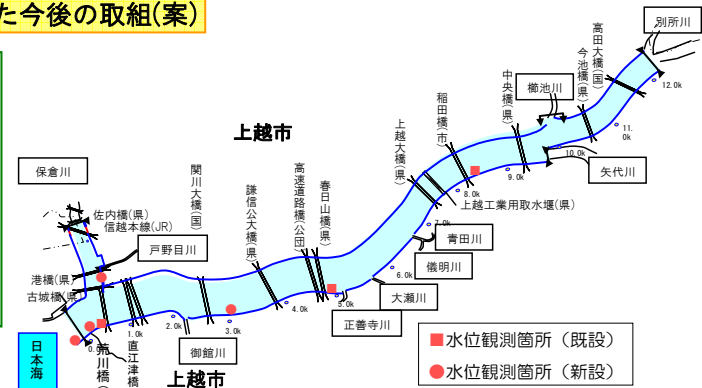 た今後の取組(案)
別所川
高田大橋(国)
今池橋(県)
12.0k
櫛池川
中央橋(県)
稲田橋(市)
上越大橋(県)
上越市
11.0k
10.0k
矢代川
9.0k
8.0k
上越工業用取水堰(県)
7.0k
青田川
儀明川
6.0k
大瀬川
保倉川
関川大橋(国)
謙信公大橋(県)
高速道路橋(公団)
春日山橋(県)
佐内橋(県)
信越本線(JR)
戸野目川
港橋(県)
古城橋(県)
5.0k
正善寺川
4.0k
3.0k
2.0k
御館川
1.0k
直江津橋
0.0
荒川橋(
日本海
上越市
■水位観測箇所（既設）
●水位観測箇所（新設）